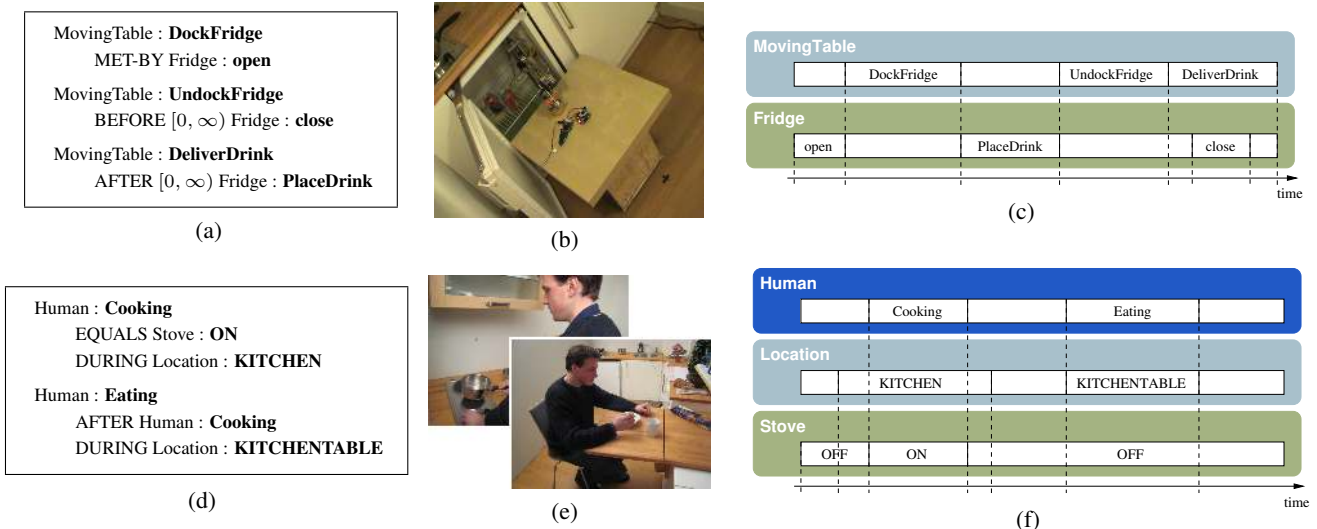 MovingTable : DockFridge
MET-BY Fridge : open
MovingTable : UndockFridge
BEFORE [0, ∞) Fridge : close
MovingTable : DeliverDrink
AFTER [0, ∞) Fridge : PlaceDrink
(a)
(b)
MovingTable
DockFridge UndockFridge DeliverDrink
Fridge
open PlaceDrink close
time
(c)
Human : Cooking
EQUALS Stove : ON
DURING Location : KITCHEN
Human : Eating
AFTER Human : Cooking
DURING Location : KITCHENTABLE
(d)
(e)
Human
Cooking Eating
Location
KITCHEN KITCHENTABLE
Stove
OFF ON OFF
time
(f)